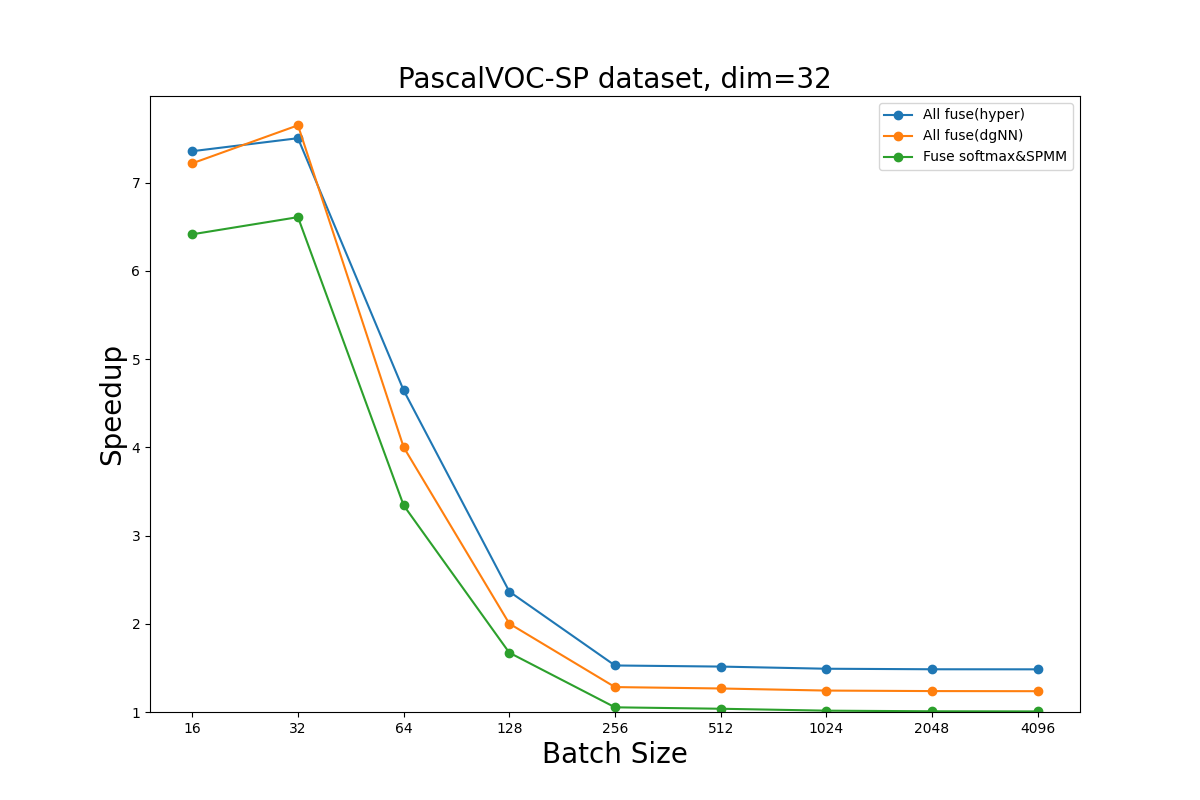 PascalVOC-SP dataset, dim=32
All fuse(hyper)
All fuse(dgNN)
Fuse softmax&SPMM
Speedup
7
6
5
4
3
2
1
16 32 64 128 256 512 1024 2048 4096
Batch Size